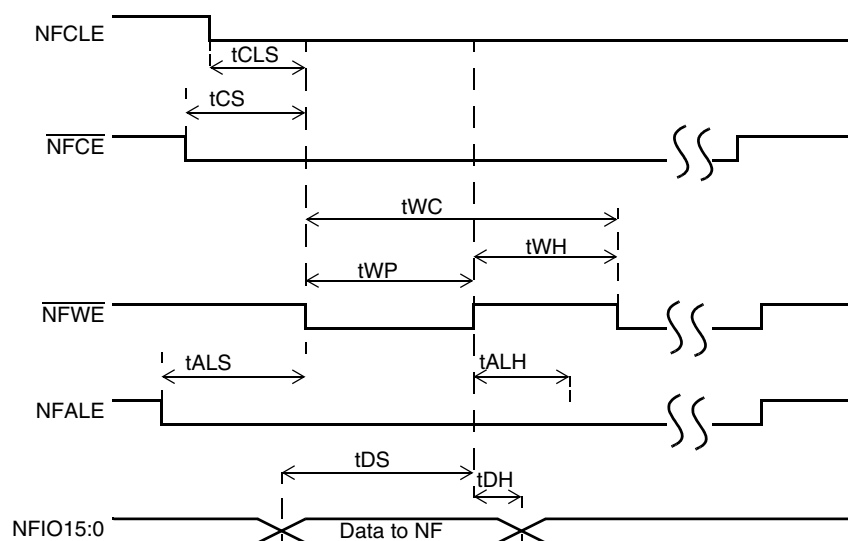 NFCLE
tCLS
tCS
NFCE
tWC
tWH
tWP
NFWE
tALS
tALH
NFALE
tDS
tDH
NFIO15:0
Data to NF